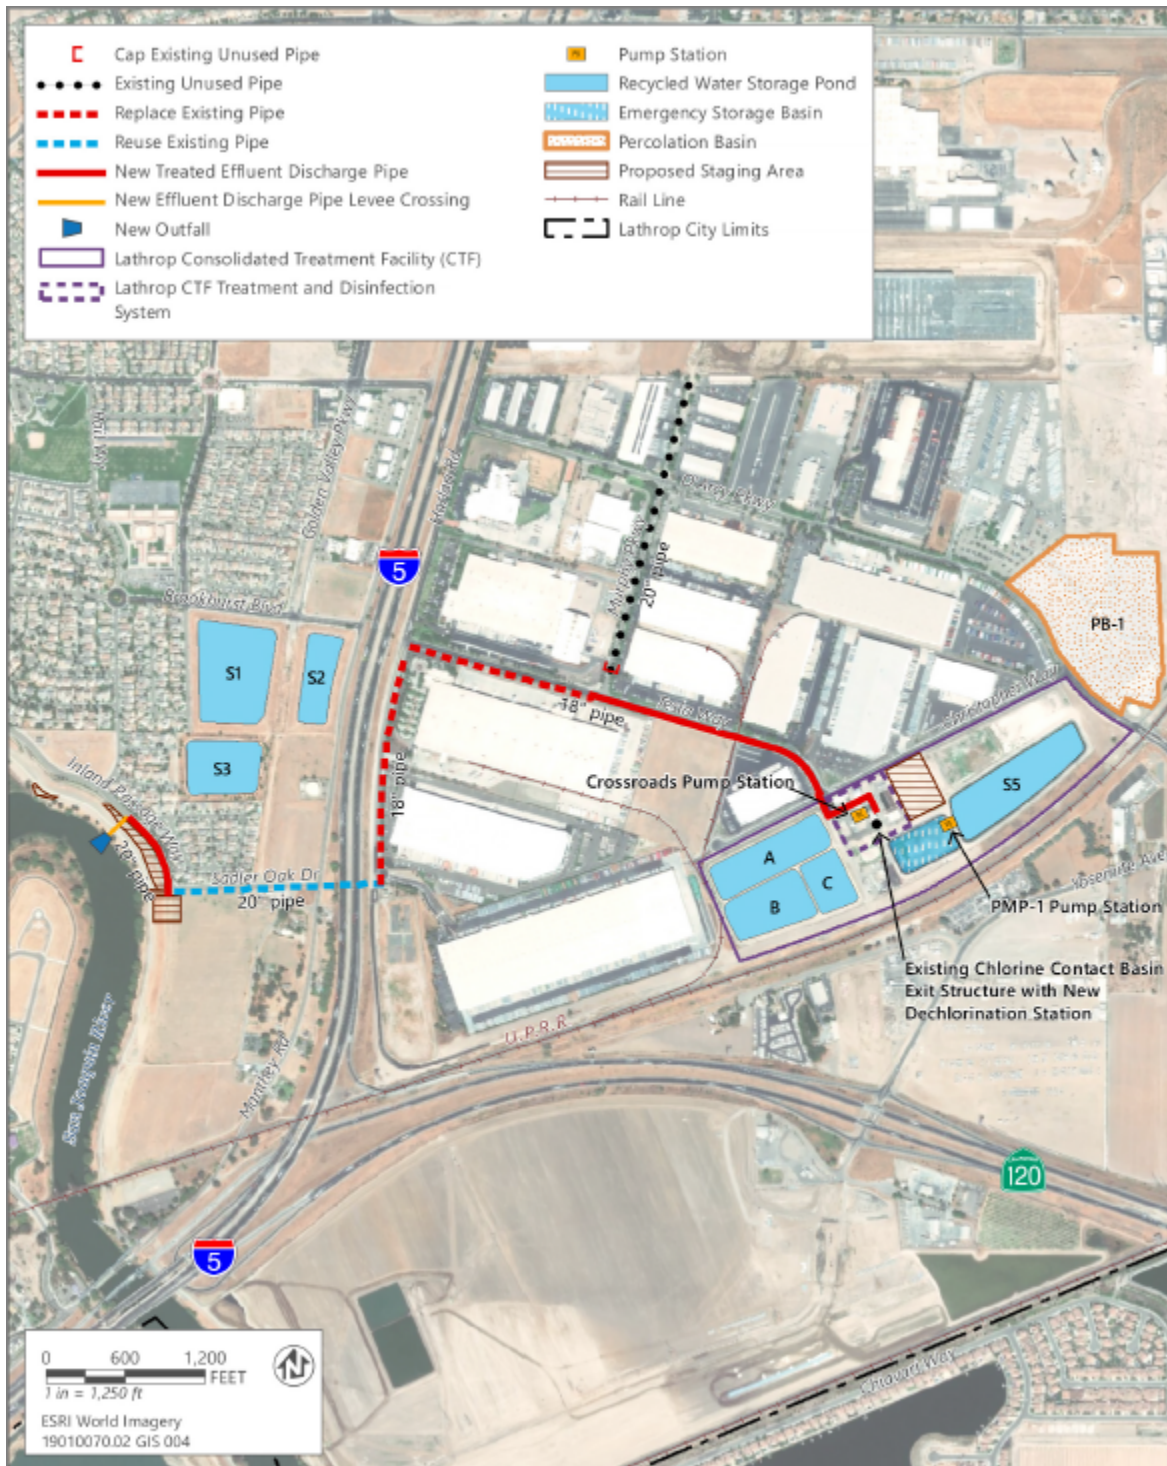 Cap Existing Unused Pipe
Existing Unused Pipe
Replace Existing Pipe
Reuse Existing Pipe
New Treated Effluent Discharge Pipe
New Effluent Discharge Pipe Levee Crossing
New Outfall
Lathrop Consolidated Treatment Facility (CTF)
Lathrop CTF Treatment and Disinfection
System
Pump Station
Recycled Water Storage Pond
Emergency Storage Basin
Percolation Basin
Proposed Staging Area
Rail Line
Lathrop City Limits
Golden Valley Pkwy
D'Arcy Pkwy
Murphy Pkwy
20" pipe
5
Brookhurst Blvd
PB-1
S1
S2
S3
18" pipe
18" pipe
Christopher Way
Crossroads Pump Station
S5
Inland Passage Way
20" pipe
Sadler Oak Dr
20" pipe
A
B
C
Yosemite Ave
PMP-1 Pump Station
Existing Chlorine Contact Basin
Exit Structure with New
Dechlorination Station
U.P.R.R
San Joaquin River
Manthey Rd
120
5
0 600 1,200
FEET
1 in = 1,250 ft
ESRI World Imagery
19010070.02 GIS 004